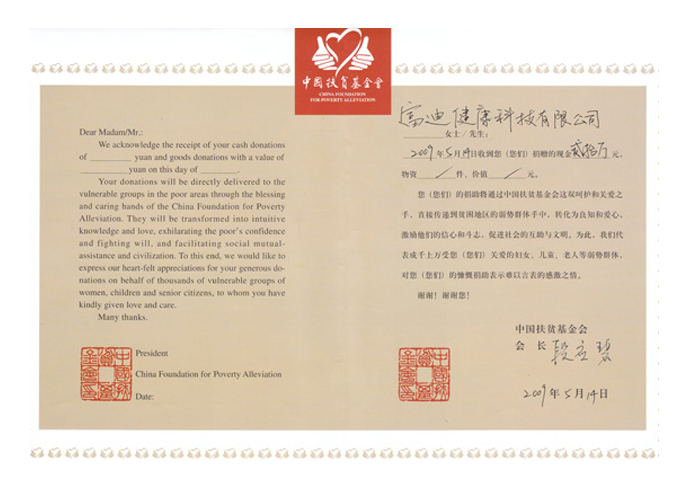 中国扶贫基金会
CHINA FOUNDATION
FOR POVERTY ALLEVIATION
Dear Madam/Mr.:
We acknowledge the receipt of your cash donations
of ________ yuan and goods donations with a value of
________ yuan on this day of ________.
Your donations will be directly delivered to the
vulnerable groups in the poor areas through the blessing
and caring hands of the China Foundation for Poverty
Alleviation. They will be transformed into intuitive
knowledge and love, exhilarating the poor's confidence
and fighting will, and facilitating social mutual-
assistance and civilization. To this end, we would like to
express our heart-felt appreciations for your generous do-
nations on behalf of thousands of vulnerable groups of
women, children and senior citizens, to whom you have
kindly given love and care.
Many thanks.
President
China Foundation for Poverty Alleviation
Date:
富迪健康科技有限公司
女士/先生:
2009年5月14日收到您(您们)捐赠的现金贰拾万元,
物资 / 件、价值 / 元。
您(您们)的捐助将通过中国扶贫基金会这双呵护和关爱之
手,直接传递到贫困地区的弱势群体手中,转化为良知和爱心,
激励他们的信心和斗志,促进社会的互助与文明。为此,我们代
表成千上万受您(您们)关爱的妇女、儿童、老人等弱势群体,
对您(您们)的慷慨捐助表示难以言表的感激之情。
谢谢!谢谢您!
中国扶贫基金会
会 长 段应碧
2009年5月14日